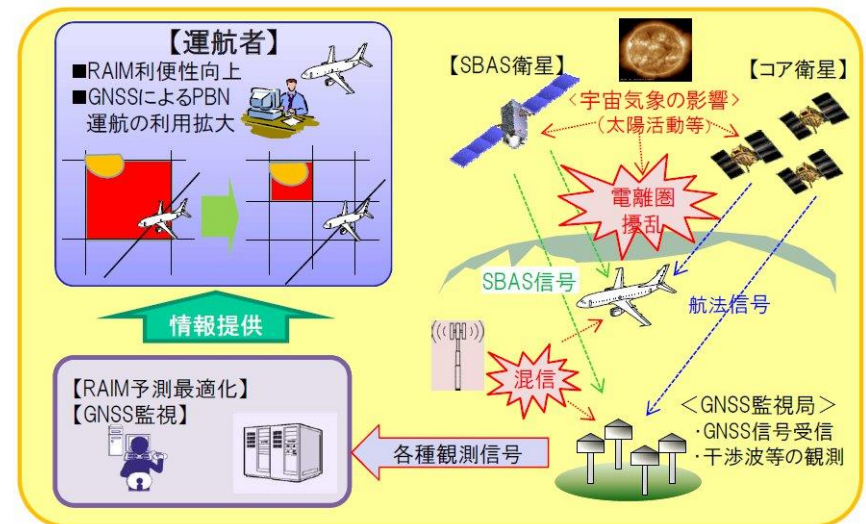 【運航者】
■RAIM利便性向上
■GNSSによるPBN
運航の利用拡大
【SBAS衛星】
【コア衛星】
<宇宙気象の影響>
(太陽活動等)
電離圏
擾乱
SBAS信号
航法信号
情報提供
混信
【RAIM予測最適化】
【GNSS監視】
各種観測信号
<GNSS監視局>
・GNSS信号受信
・干渉波等の観測